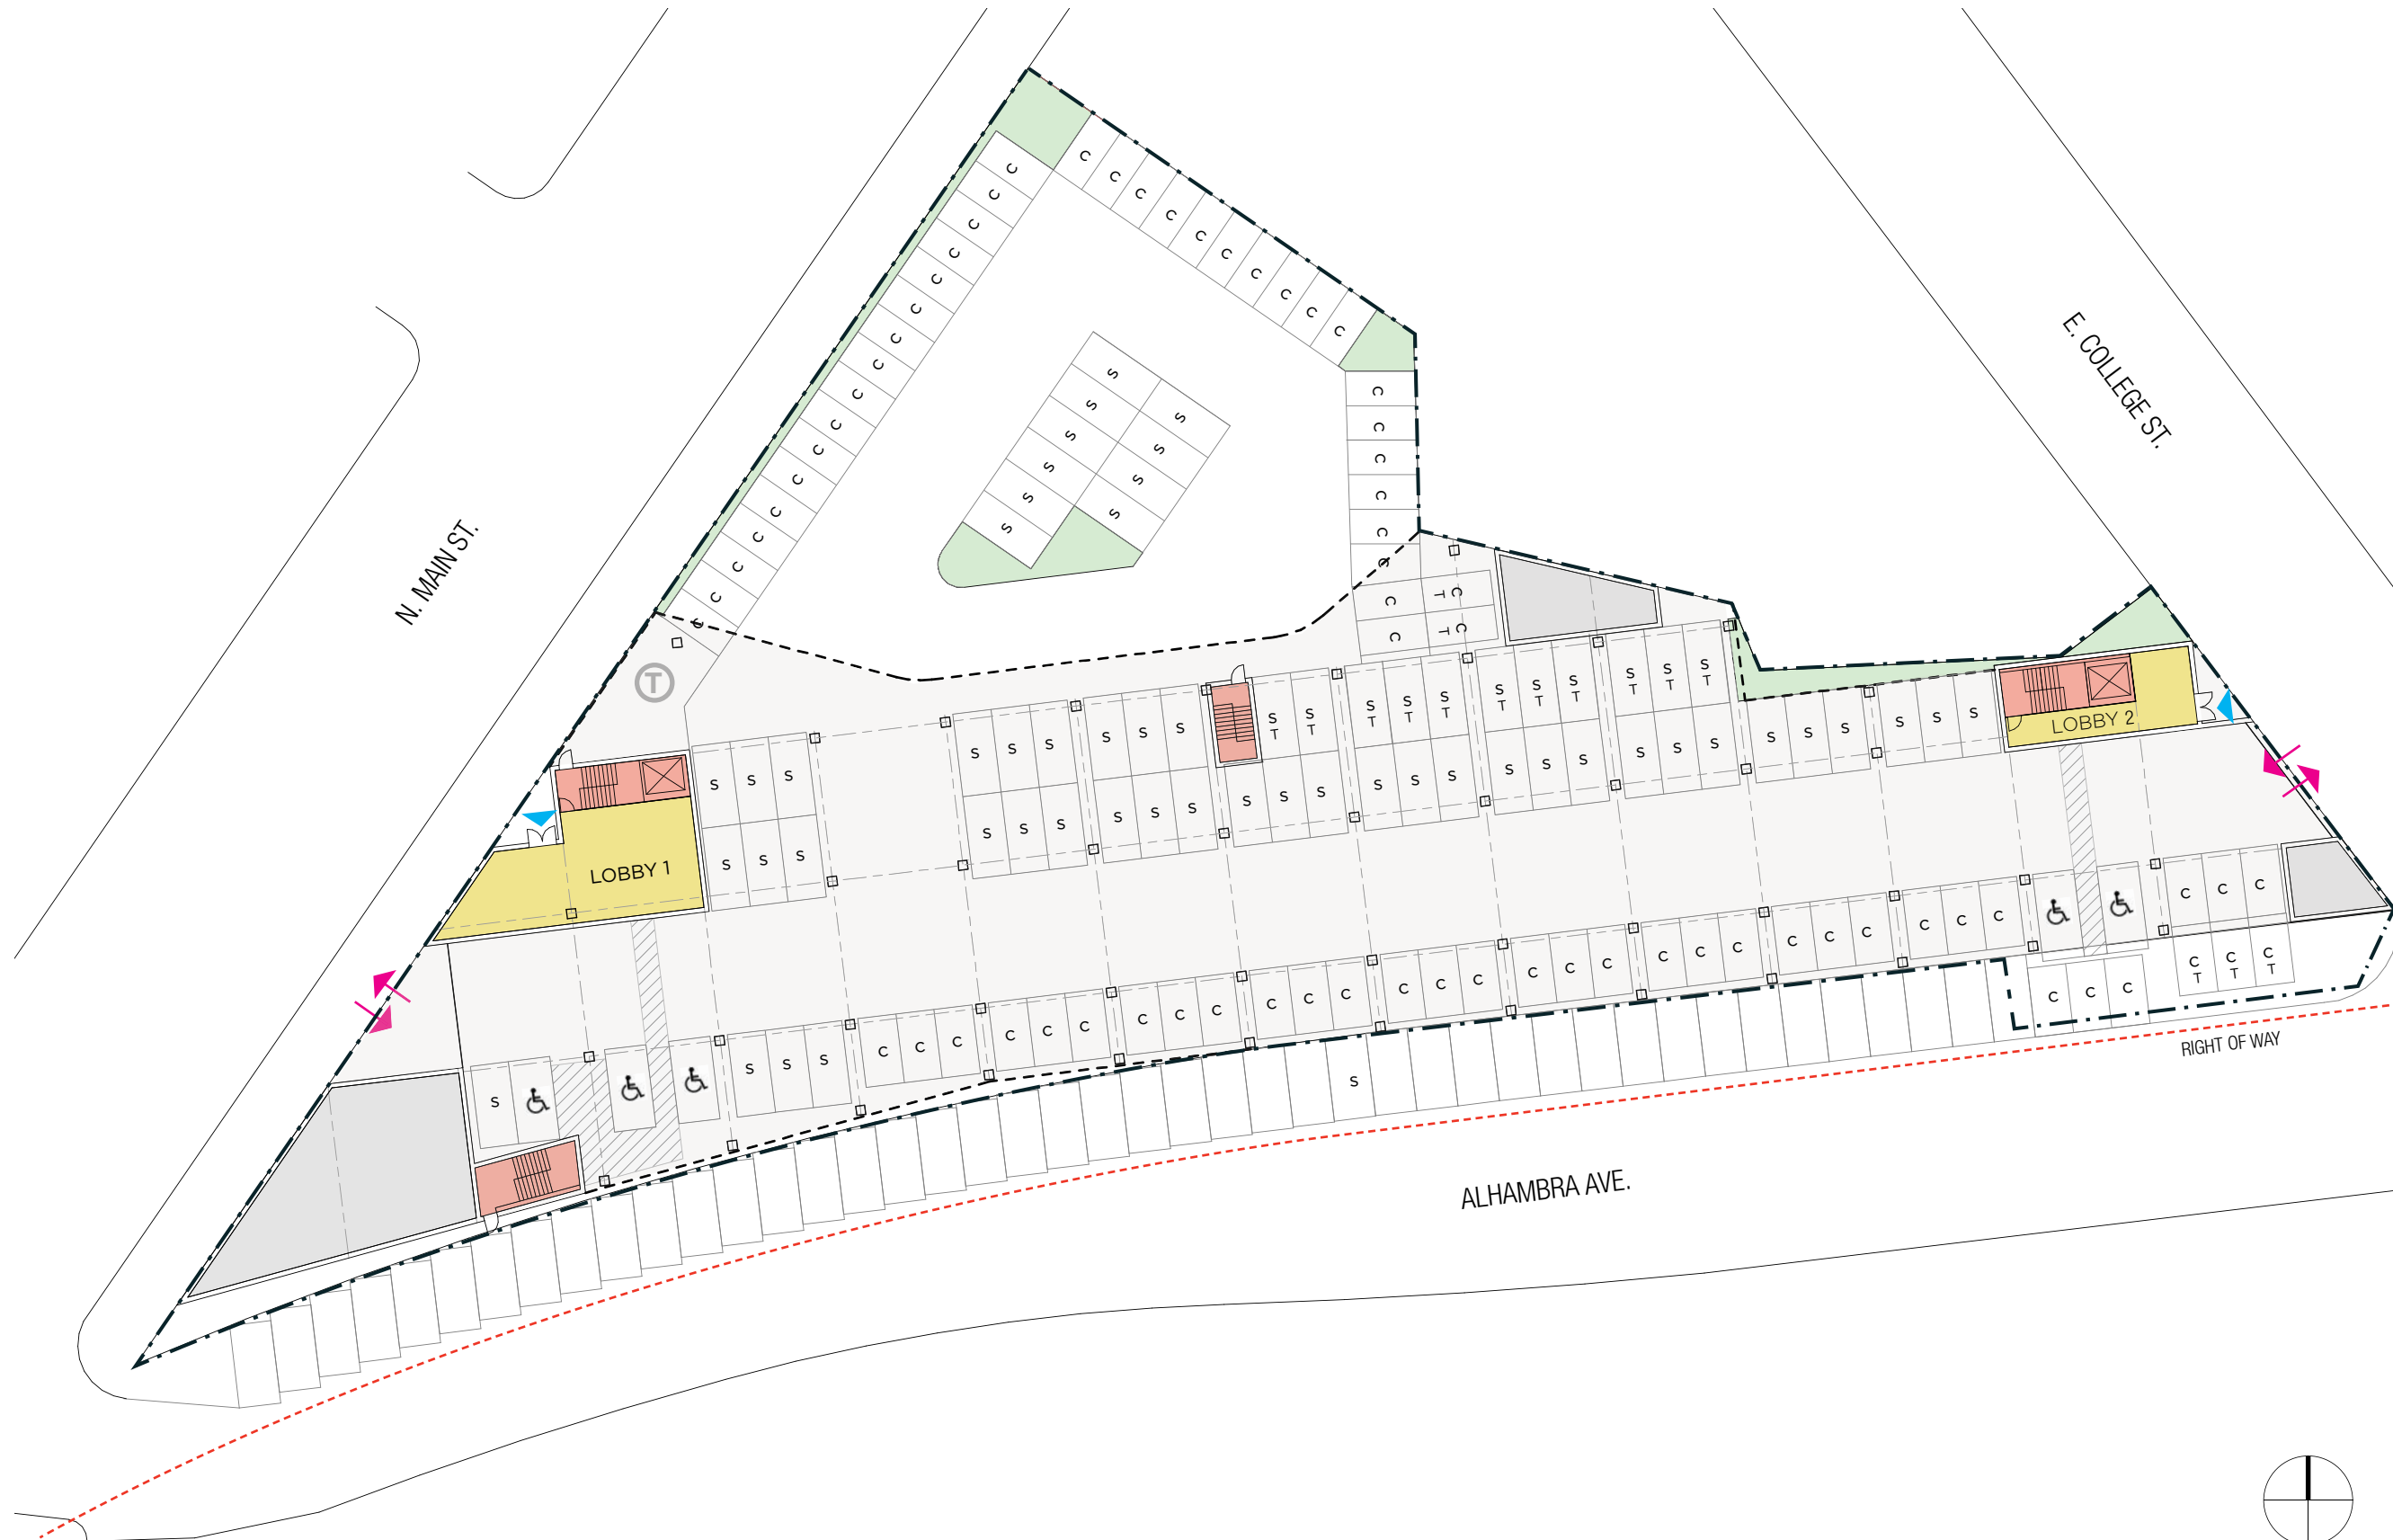 N. MAIN ST.
E. COLLEGE ST.
C C C C C C C C C C C C C C C C C
C C C C C C C C C C
S S S S S S
S S S S
C C C C C C
C C T
C C T
T
LOBBY 1
LOBBY 2
S S S
S S S
S S S
S S S
S T S T
S T S T S T
S T S T S T
S T S T S T
S S S
S S S
S S S
S S S
S S S
S S S
S S S
S S S
S
S S S
C C C
C C C
C C C
C C C
C C C
C C C
C C C
C C C
C C C
C C C
C C C
C T C T C T
S
RIGHT OF WAY
ALHAMBRA AVE.